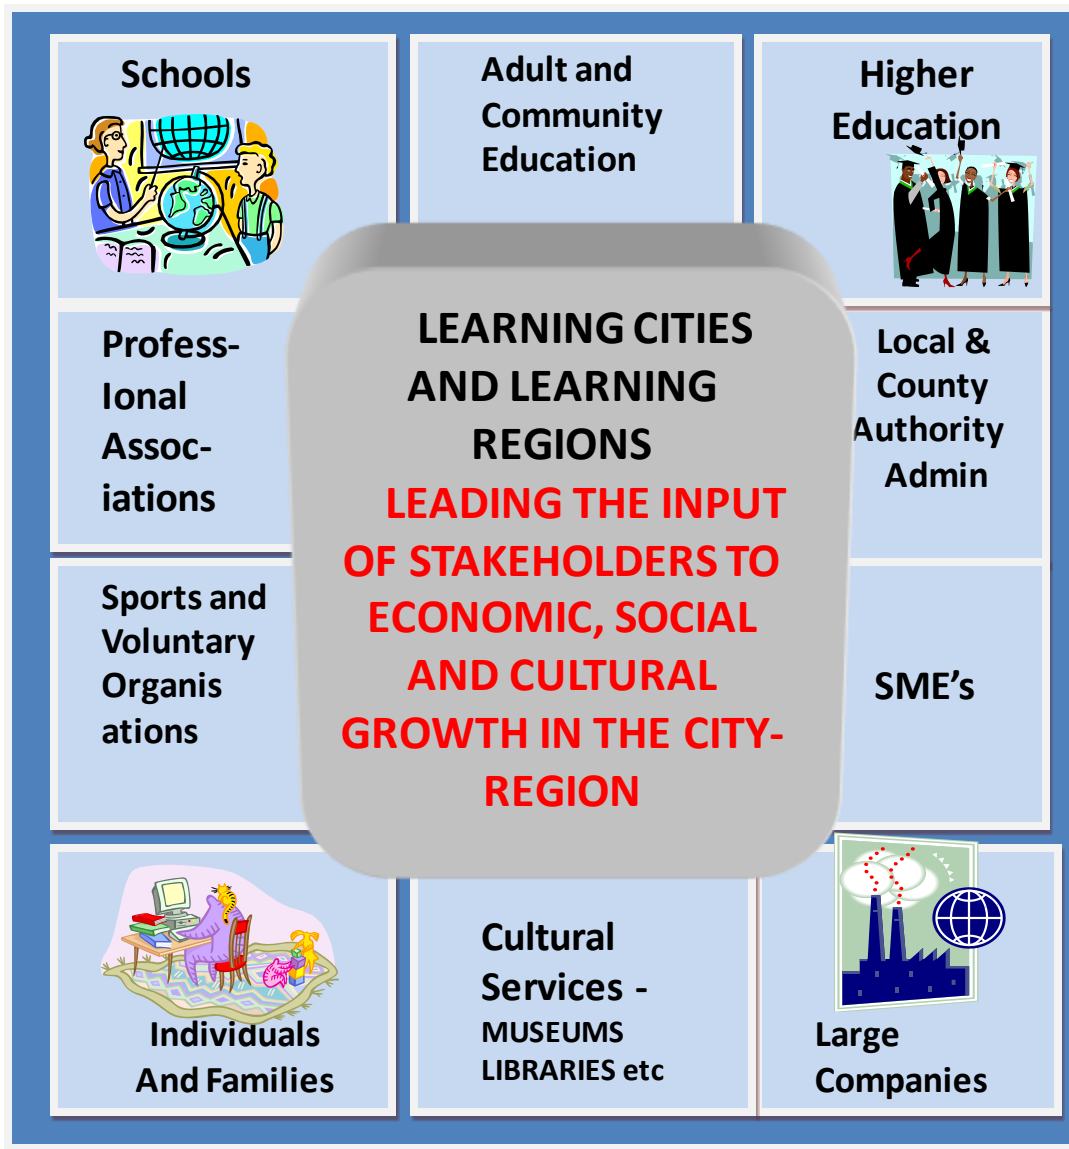 Schools
Adult and
Community
Education
Higher
Education
Profess-
Ional
Assoc-
iations
LEARNING CITIES
AND LEARNING
REGIONS
LEADING THE INPUT
OF STAKEHOLDERS TO
ECONOMIC, SOCIAL
AND CULTURAL
GROWTH IN THE CITY-
REGION
Local &
County
Authority
Admin
Sports and
Voluntary
Organis
ations
SME’s
Individuals
And Families
Cultural
Services -
MUSEUMS
LIBRARIES etc
Large
Companies